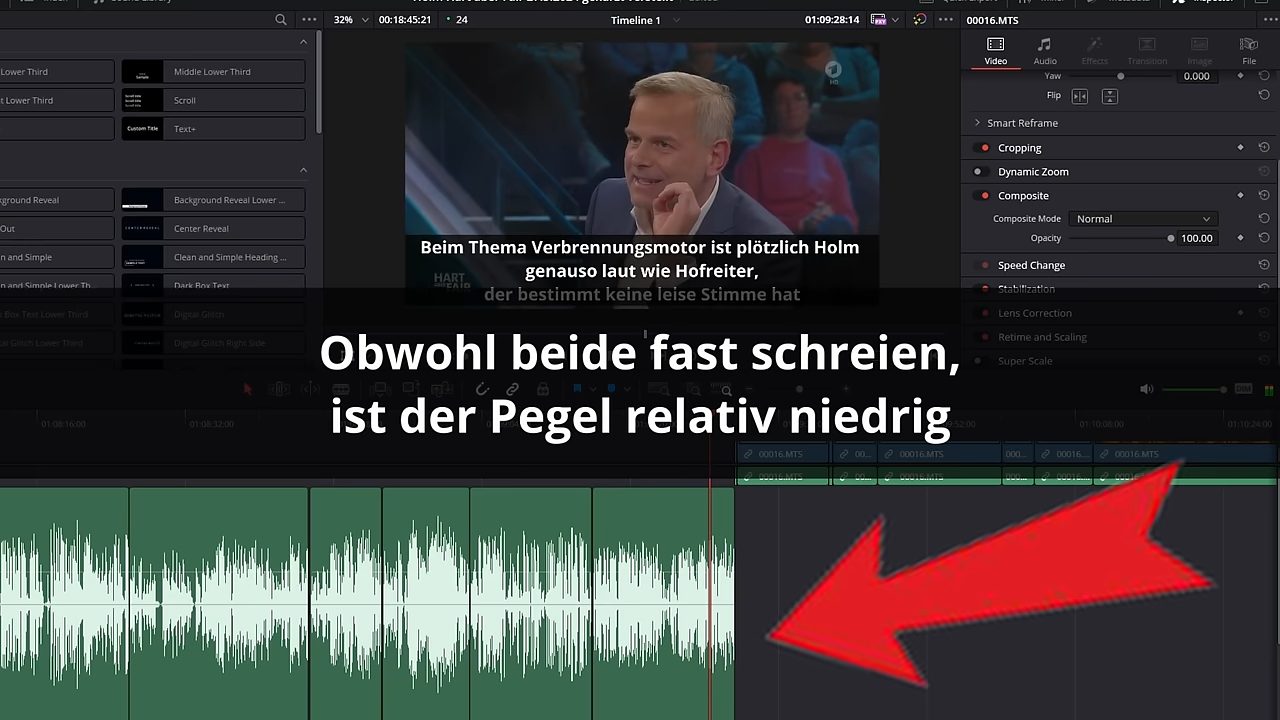 32%
00:18:45:21
24
Timeline 1
01:09:28:14
00016.MTS
Lower Third
Middle Lower Third
Video
Audio
Effects
Transition
Image
File
Yaw
0.000
Lower Third
Scroll
Flip
Custom Title
Text+
Smart Reframe
Cropping
Dynamic Zoom
Composite
Reveal
Background Reveal Lower ...
Composite Mode
Normal
Out
Center Reveal
Opacity
100.00
and Simple
Clean and Simple Heading ...
Beim Thema Verbrennungsmotor ist plötzlich Holm
genauso laut wie Hofreiter,
der bestimmt keine leise Stimme hat
HART
FAIR
HD
Speed Change
and Simple Lower Th...
Dark Box Text
Stabilization
Box Text Lower Third
Digital Glitch
Lens Correction
Glitch Lower Third
Digital Glitch Right Side
Retime and Scaling
Super Scale
Obwohl beide fast schreien,
ist der Pegel relativ niedrig
DIM
01:08:16:00
01:08:32:00
01:10:08:00
01:10:24:00
00016.MTS
00...
00016.MTS
000...
00016....
00016.MTS
00016.MTS
00...
00016.MTS
000...
00016....
00016.MTS